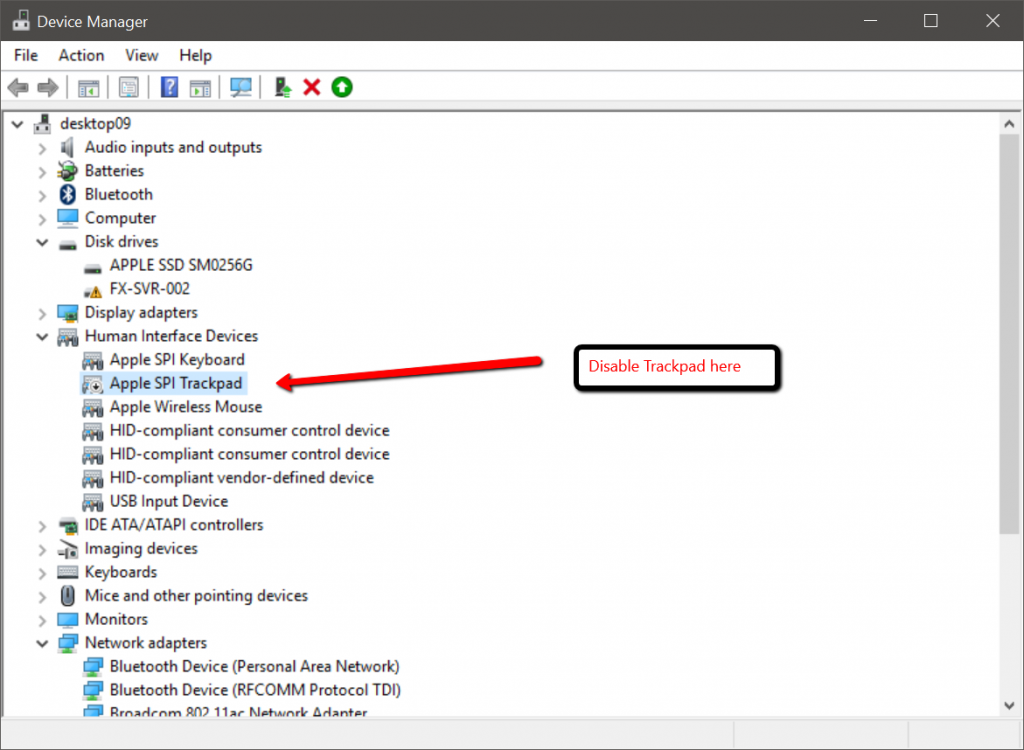 Device Manager
File Action View Help
desktop09
Audio inputs and outputs
Batteries
Bluetooth
Computer
Disk drives
APPLE SSD SM0256G
FX-SVR-002
Display adapters
Human Interface Devices
Apple SPI Keyboard
Apple SPI Trackpad
Disable Trackpad here
Apple Wireless Mouse
HID-compliant consumer control device
HID-compliant consumer control device
HID-compliant vendor-defined device
USB Input Device
IDE ATA/ATAPI controllers
Imaging devices
Keyboards
Mice and other pointing devices
Monitors
Network adapters
Bluetooth Device (Personal Area Network)
Bluetooth Device (RFCOMM Protocol TDI)
Broadcom 802.11ac Network Adapter